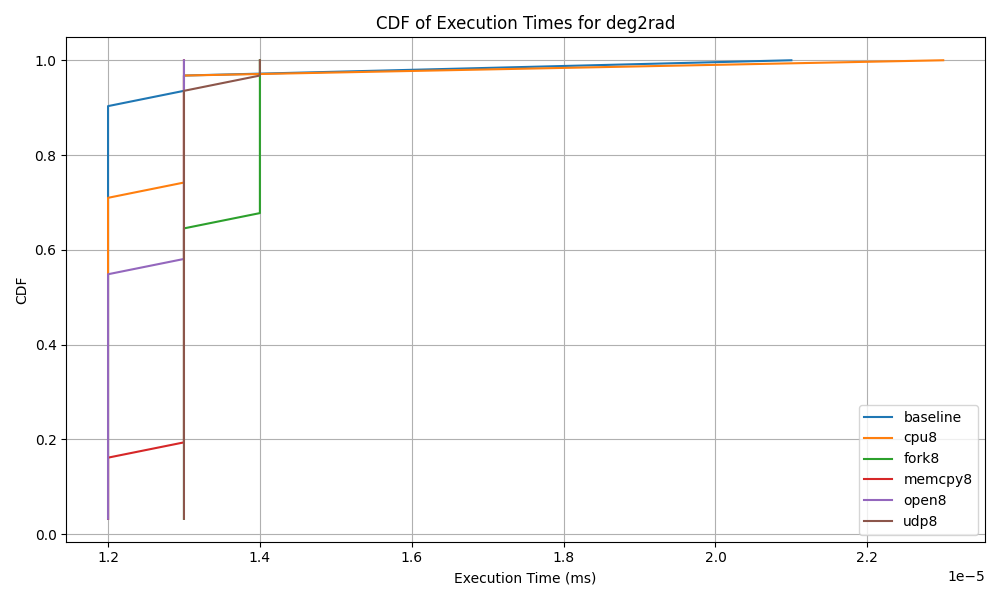 CDF of Execution Times for deg2rad
CDF
1.0
0.8
0.6
0.4
0.2
0.0
baseline
cpu8
fork8
memcpy8
open8
udp8
1.2 1.4 1.6 1.8 2.0 2.2
1e−5
Execution Time (ms)